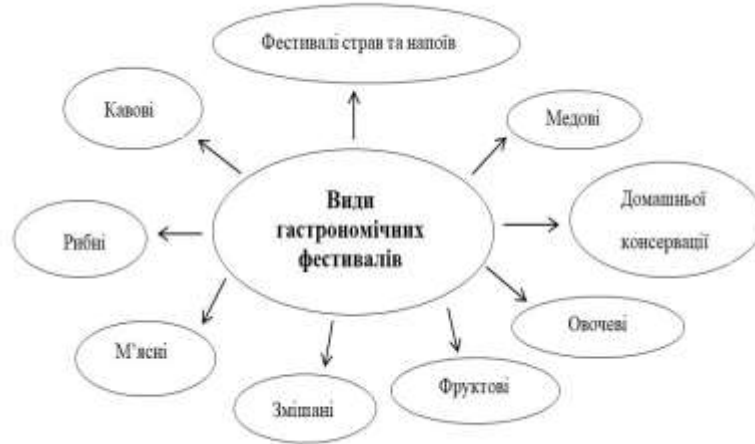 Фестивалі страв та напоїв
Кавові
Медові
Види
гастрономічних
фестивалів
Домашньої
консервації
Рибні
Овочеві
М’ясні
Фруктові
Змішані